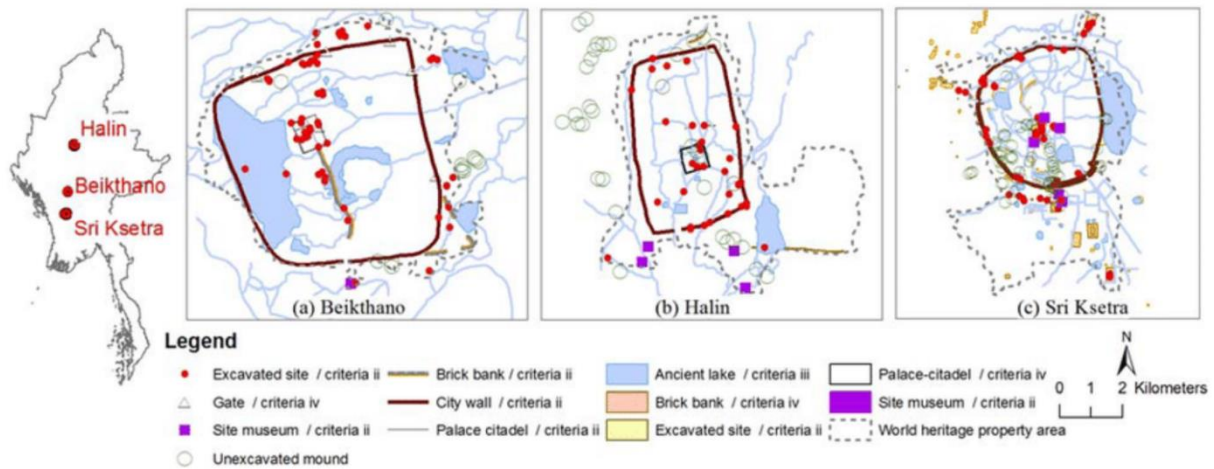 Halin
Beikthano
Sri Ksetra
(a) Beikthano
(b) Halin
(c) Sri Ksetra
Legend
Excavated site / criteria ii
Brick bank / criteria ii
Ancient lake / criteria iii
Palace-citadel / criteria iv
Gate / criteria iv
City wall / criteria ii
Brick bank / criteria iv
Site museum / criteria ii
Site museum / criteria ii
Palace citadel / criteria ii
Excavated site / criteria ii
World heritage property area
Unexcavated mound
N
0 1 2 Kilometers